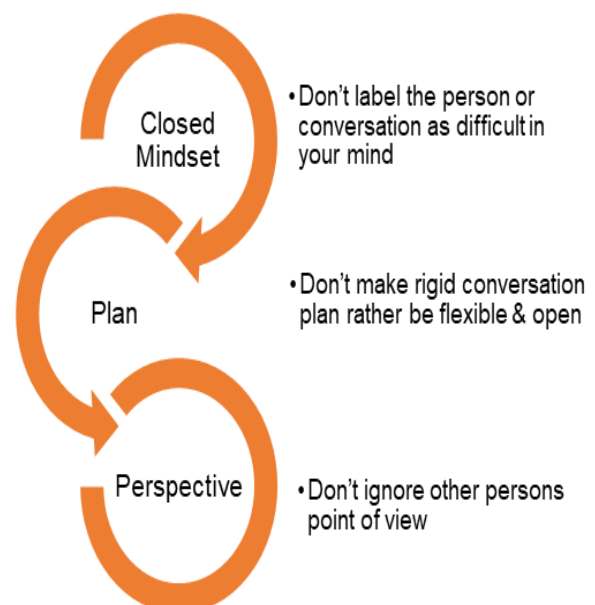 Closed
Mindset
• Don't label the person or
conversation as difficult in
your mind
Plan
• Don't make rigid conversation
plan rather be flexible & open
Perspective
• Don't ignore other persons
point of view